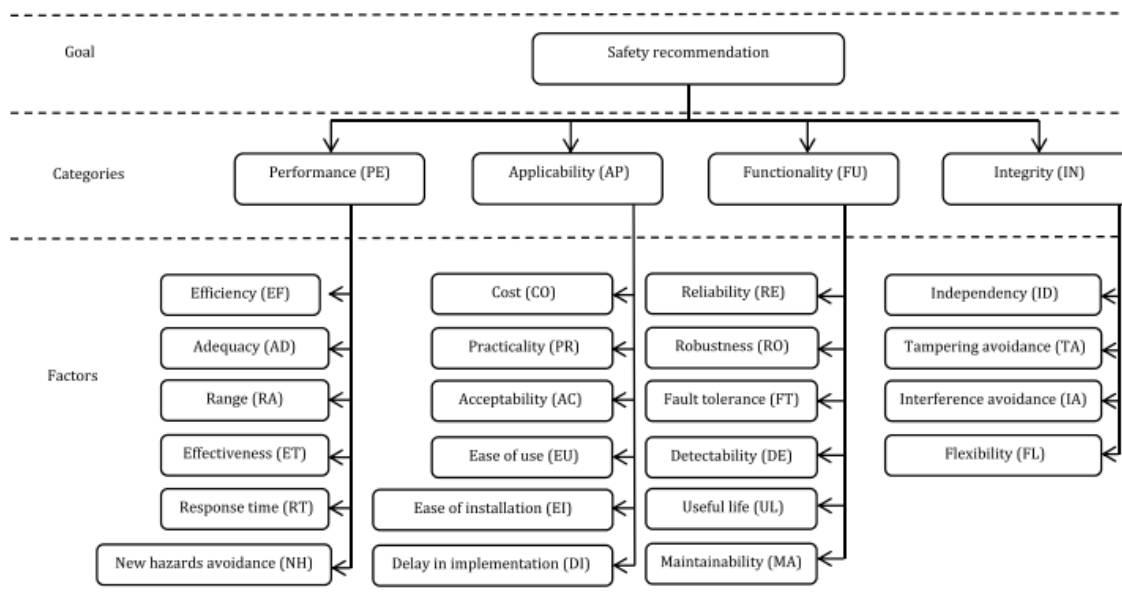 Goal
Safety recommendation
Categories
Performance (PE)
Applicability (AP)
Functionality (FU)
Integrity (IN)
Factors
Efficiency (EF)
Adequacy (AD)
Range (RA)
Effectiveness (ET)
Response time (RT)
New hazards avoidance (NH)
Cost (CO)
Practicality (PR)
Acceptability (AC)
Ease of use (EU)
Ease of installation (EI)
Delay in implementation (DI)
Reliability (RE)
Robustness (RO)
Fault tolerance (FT)
Detectability (DE)
Useful life (UL)
Maintainability (MA)
Independency (ID)
Tampering avoidance (TA)
Interference avoidance (IA)
Flexibility (FL)